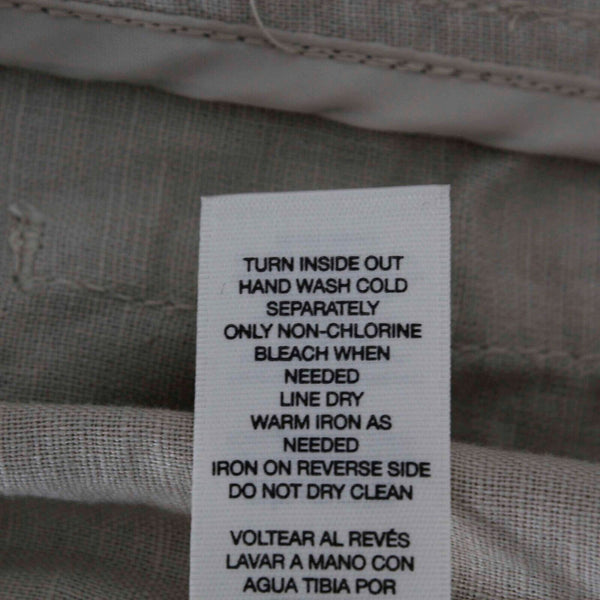 TURN INSIDE OUT
HAND WASH COLD
SEPARATELY
ONLY NON-CHLORINE
BLEACH WHEN
NEEDED
LINE DRY
WARM IRON AS
NEEDED
IRON ON REVERSE SIDE
DO NOT DRY CLEAN
VOLTEAR AL REVÉS
LAVAR A MANO CON
AGUA TIBIA POR